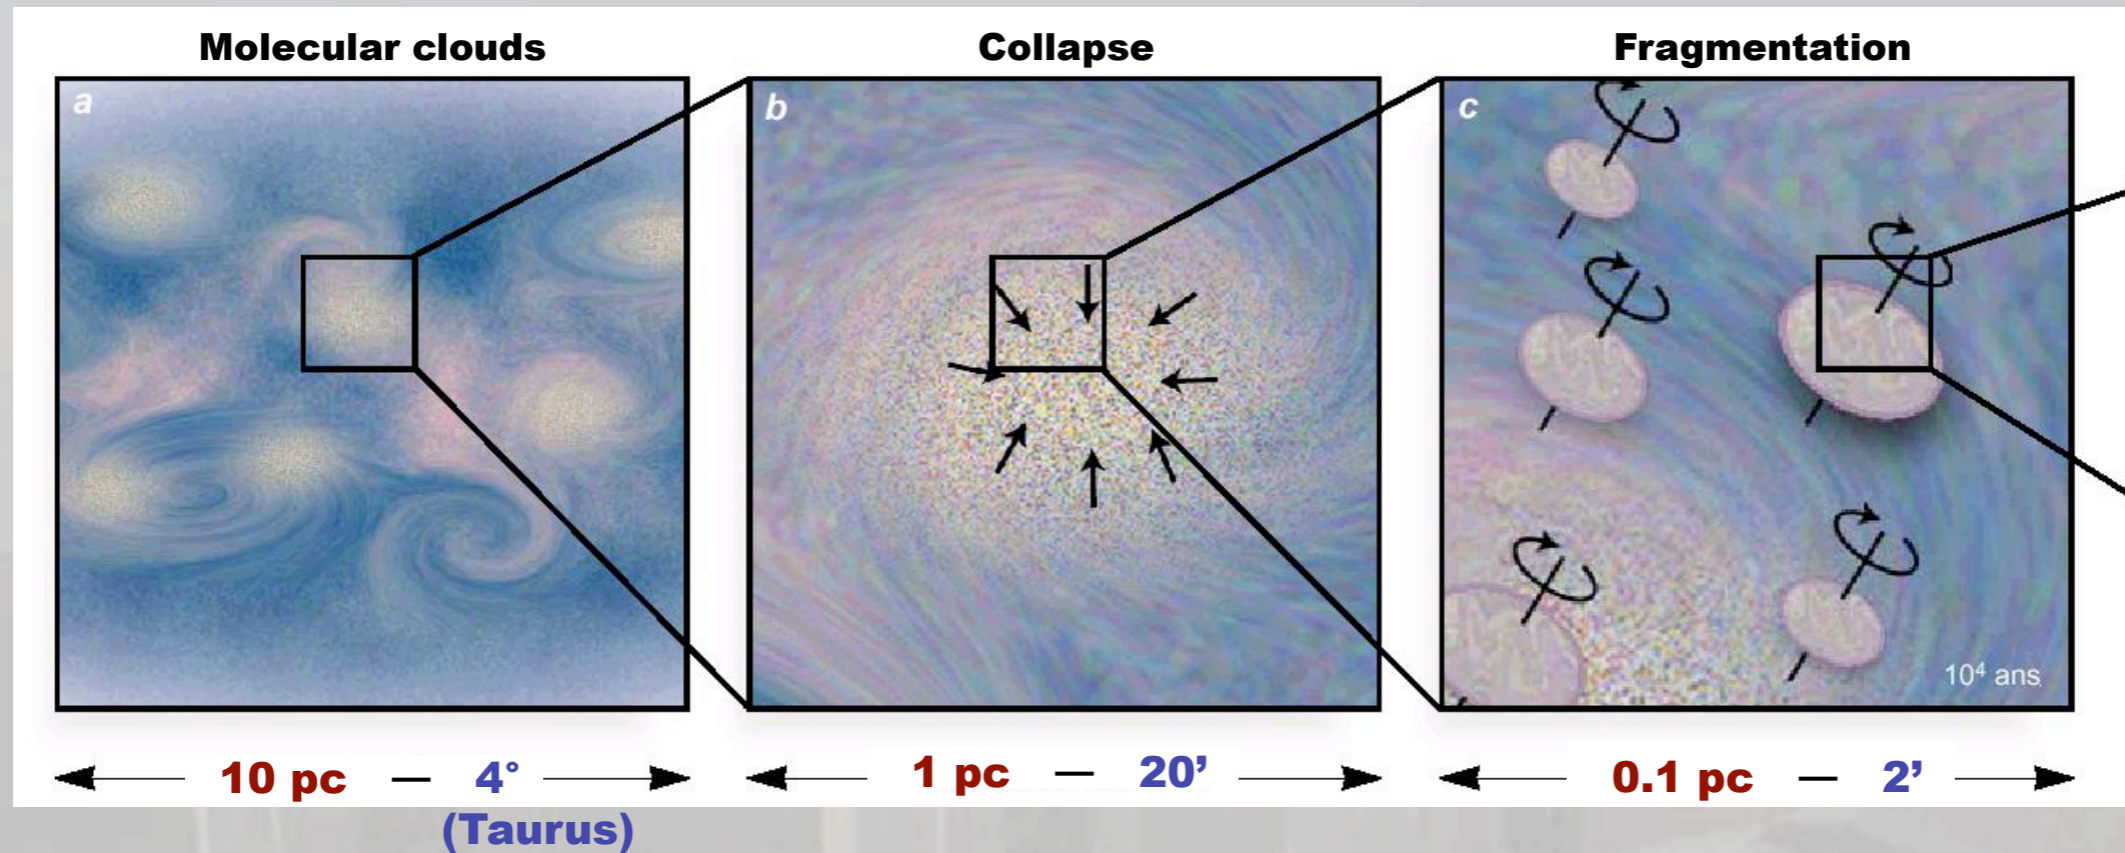 Molecular clouds
Collapse
Fragmentation
a
b
c
10⁴ ans
10 pc — 4°
1 pc — 20’
0.1 pc — 2’
(Taurus)